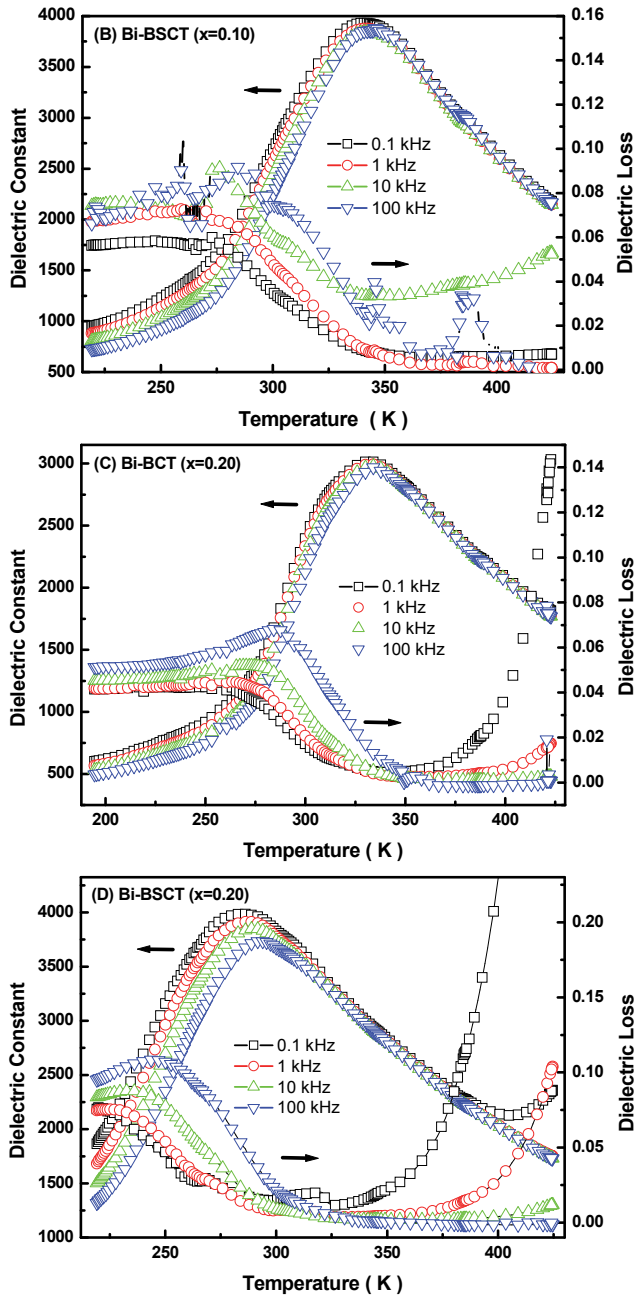 (B) Bi-BSCT (x=0.10)
4000
3500
3000
2500
2000
1750
1500
1250
1000
750
500
Dielectric Constant
0.16
0.14
0.12
0.10
0.08
0.06
0.04
0.02
0.00
Dielectric Loss
0.1 kHz
1 kHz
10 kHz
100 kHz
250
300
350
400
Temperature ( K )
(C) Bi-BCT (x=0.20)
3000
2500
2000
1500
1000
500
Dielectric Constant
0.14
0.12
0.10
0.08
0.06
0.04
0.02
0.00
Dielectric Loss
0.1 kHz
1 kHz
10 kHz
100 kHz
200
250
300
350
400
Temperature ( K )
(D) Bi-BSCT (x=0.20)
4000
3500
3000
2500
2000
1750
1500
1250
1000
Dielectric Constant
0.20
0.15
0.10
0.05
0.00
Dielectric Loss
0.1 kHz
1 kHz
10 kHz
100 kHz
250
300
350
400
Temperature ( K )